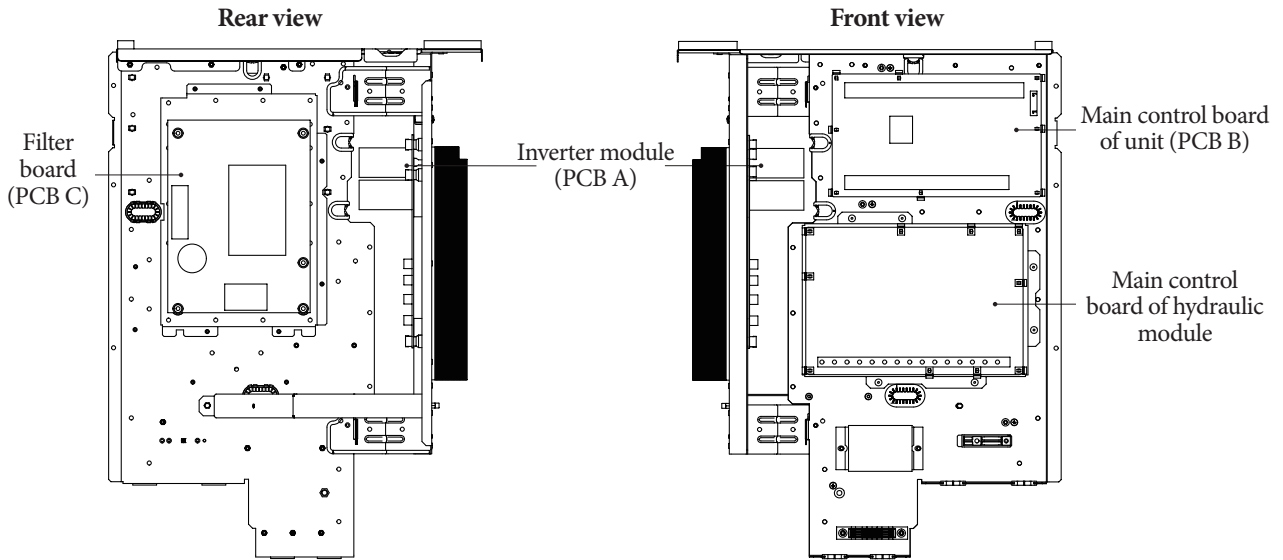 Rear view
Front view
Filter
board
(PCB C)
Inverter module
(PCB A)
Main control board
of unit (PCB B)
Main control
board of hydraulic
module